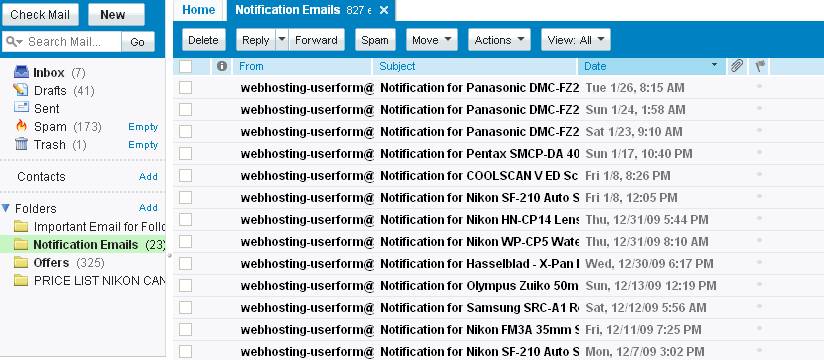 Check Mail New
Search Mail... Go
Inbox (7)
Drafts (41)
Sent
Spam (173) Empty
Trash (1) Empty
Contacts Add
Folders Add
Important Email for Follo
Notification Emails (23)
Offers (325)
PRICE LIST NIKON CAN
Home Notification Emails 827 e
Delete Reply Forward Spam Move Actions View: All
From Subject Date
webhosting-userform@ Notification for Panasonic DMC-FZ2 Tue 1/26, 8:15 AM
webhosting-userform@ Notification for Panasonic DMC-FZ2 Sun 1/24, 1:58 AM
webhosting-userform@ Notification for Panasonic DMC-FZ2 Sat 1/23, 9:10 AM
webhosting-userform@ Notification for Pentax SMCP-DA 40 Sun 1/17, 10:40 PM
webhosting-userform@ Notification for COOLSCAN V ED Sc Fri 1/8, 8:26 PM
webhosting-userform@ Notification for Nikon SF-210 Auto S Fri 1/8, 12:05 PM
webhosting-userform@ Notification for Nikon HN-CP14 Lens Thu, 12/31/09 5:44 PM
webhosting-userform@ Notification for Nikon WP-CP5 Wate Thu, 12/31/09 8:10 AM
webhosting-userform@ Notification for Hasselblad - X-Pan I Wed, 12/30/09 6:17 PM
webhosting-userform@ Notification for Olympus Zuiko 50m Sun, 12/13/09 12:19 PM
webhosting-userform@ Notification for Samsung SRC-A1 Re Sat, 12/12/09 5:56 AM
webhosting-userform@ Notification for Nikon FM3A 35mm S Fri, 12/11/09 7:25 PM
webhosting-userform@ Notification for Nikon SF-210 Auto S Mon, 12/7/09 3:02 PM